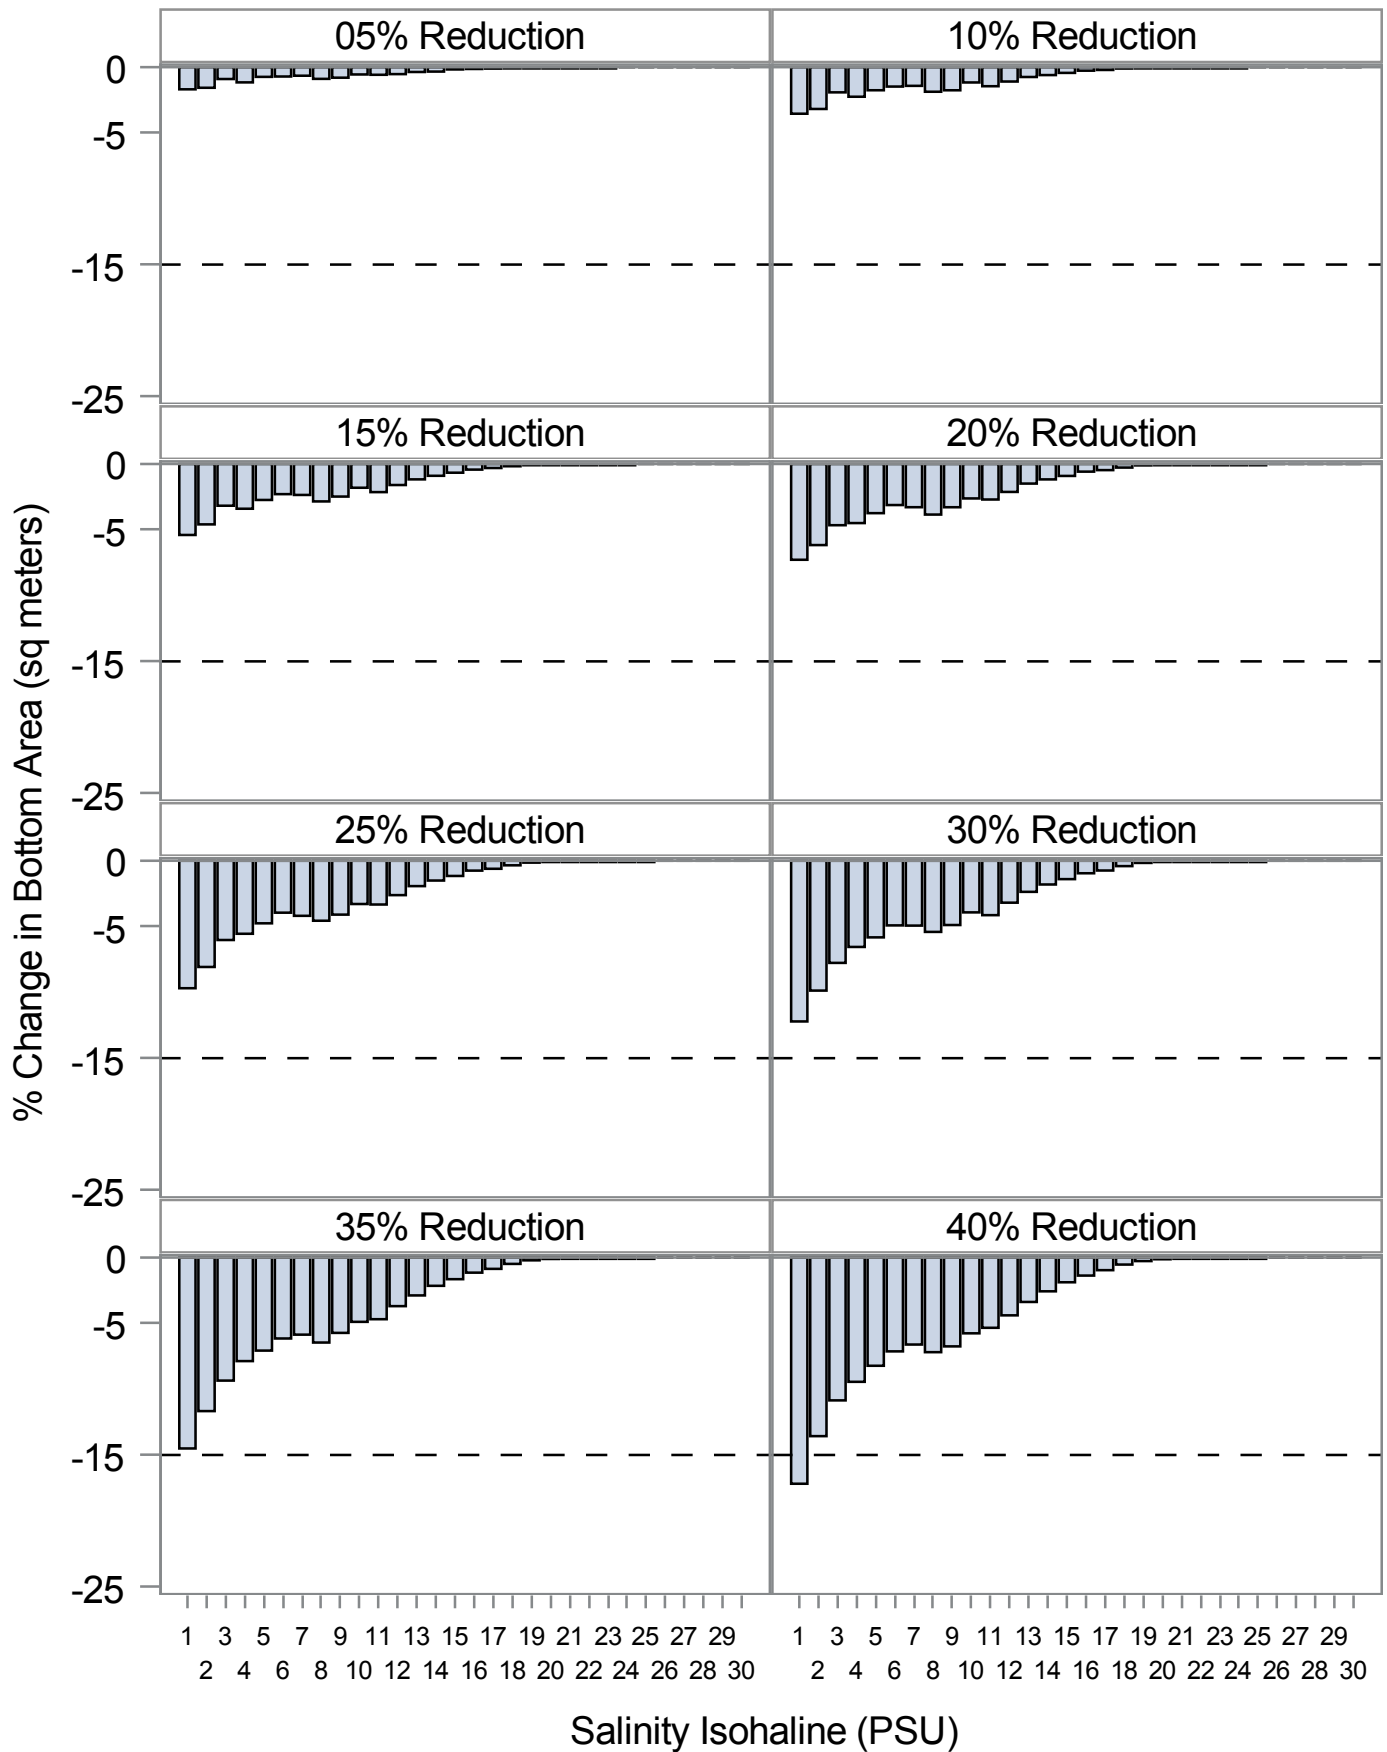 05% Reduction 10% Reduction
0
-5
-15
-25
15% Reduction 20% Reduction
0
-5
-15
-25
25% Reduction 30% Reduction
0
-5
-15
-25
35% Reduction 40% Reduction
0
-5
-15
-25
% Change in Bottom Area (sq meters)
1 3 5 7 9 11 13 15 17 19 21 23 25 27 29 1 3 5 7 9 11 13 15 17 19 21 23 25 27 29
2 4 6 8 10 12 14 16 18 20 22 24 26 28 30 2 4 6 8 10 12 14 16 18 20 22 24 26 28 30
Salinity Isohaline (PSU)